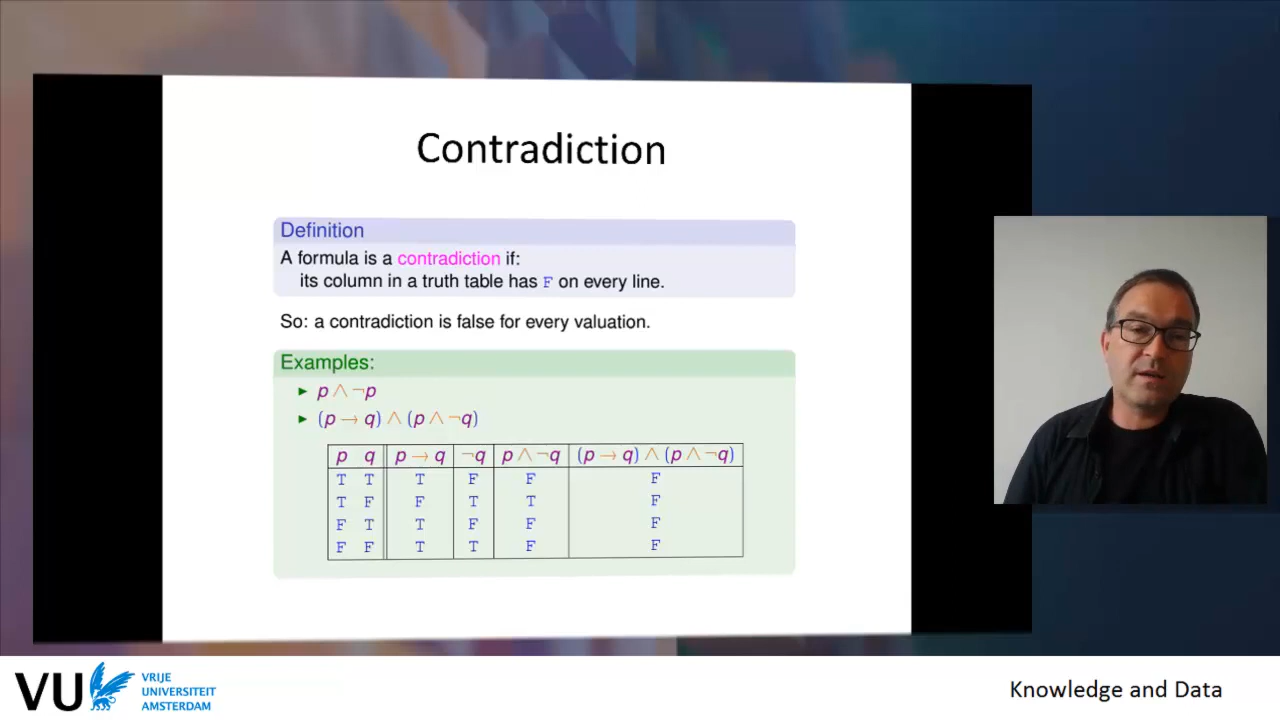 Contradiction
Definition
A formula is a contradiction if:
its column in a truth table has F on every line.
So: a contradiction is false for every valuation.
Examples:
► p ∧ ¬p
► (p → q) ∧ (p ∧ ¬q)
p q p → q ¬q p ∧ ¬q (p → q) ∧ (p ∧ ¬q)
T T T F F F
T F F T T F
F T T F F F
F F T T F F
VU VRIJE
UNIVERSITEIT
AMSTERDAM
Knowledge and Data